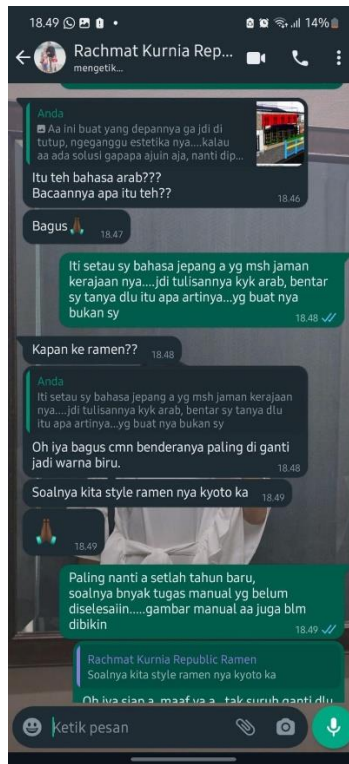 18.49
14%
Rachmat Kurnia Rep...
mengetik...
Anda
Aa ini buat yang depannya ga jdi di
tutup, ngeganggu estetika nya....kalau
aa ada solusi gapapa ajuin aja, nanti dip...
Itu teh bahasa arab???
Bacaannya apa itu teh??
18.46
Bagus🙏🏾
18.47
Iti setau sy bahasa jepang a yg msh jaman
kerajaan nya....jdi tulisannya kyk arab, bentar
sy tanya dlu itu apa artinya...yg buat nya
bukan sy
18.48
Kapan ke ramen??
18.48
Anda
Iti setau sy bahasa jepang a yg msh jaman kerajaan
nya....jdi tulisannya kyk arab, bentar sy tanya dlu
itu apa artinya...yg buat nya bukan sy
Oh iya bagus cmn benderanya paling di ganti
jadi warna biru.
18.48
Soalnya kita style ramen nya kyoto ka
18.49
🙏🏾
18.49
Paling nanti a setlah tahun baru,
soalnya bnyak tugas manual yg belum
diselesaiin.....gambar manual aa juga blm
dibikin
18.49
Rachmat Kurnia Republic Ramen
Soalnya kita style ramen nya kyoto ka
Oh iya siap a, maaf ya a...tak suruh ganti dlu
Ketik pesan